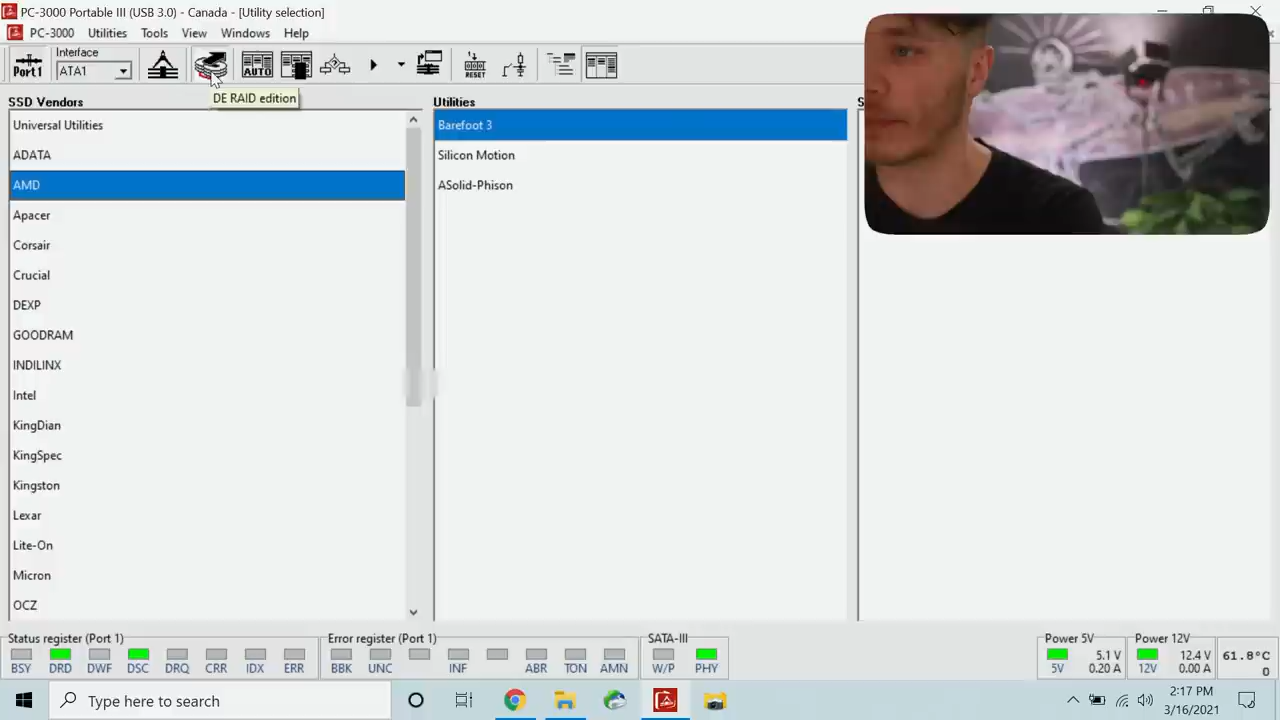 PC-3000 Portable III (USB 3.0) - Canada - [Utility selection]
PC-3000 Utilities Tools View Windows Help
Port1
Interface
ATA1
AUTO
RESET
DE RAID edition
SSD Vendors
Universal Utilities
ADATA
AMD
Apacer
Corsair
Crucial
DEXP
GOODRAM
INDILINX
Intel
KingDian
KingSpec
Kingston
Lexar
Lite-On
Micron
OCZ
Utilities
Barefoot 3
Silicon Motion
ASolid-Phison
S
Status register (Port 1)
BSY DRD DWF DSC DRQ CRR IDX ERR
Error register (Port 1)
BBK UNC INF ABR TON AMN
SATA-III
W/P PHY
Power 5V
5.1 V
5V 0.20 A
Power 12V
12.4 V
12V 0.00 A
61.8°C
0
Type here to search
2:17 PM
3/16/2021